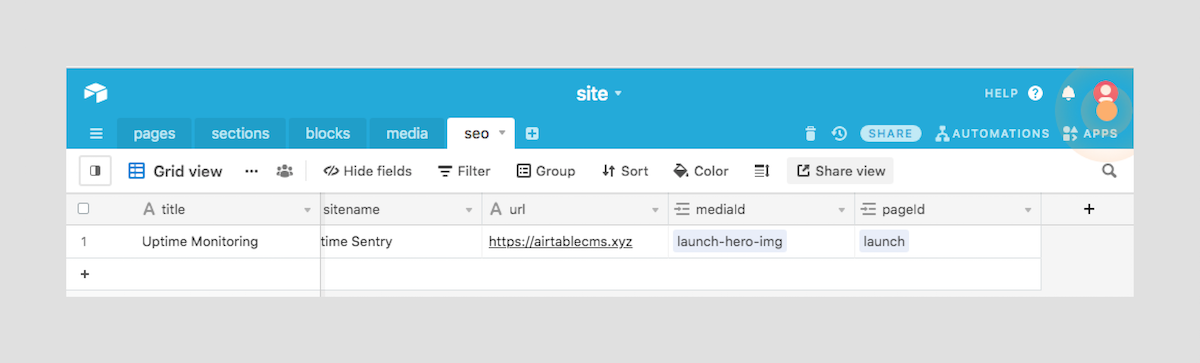 site
HELP ?
pages sections blocks media seo
SHARE AUTOMATIONS APPS
Grid view ... Hide fields Filter Group Sort Color Share view
A title sitename A url mediaId pageId +
1 Uptime Monitoring time Sentry https://airtablecms.xyz launch-hero-img launch
+